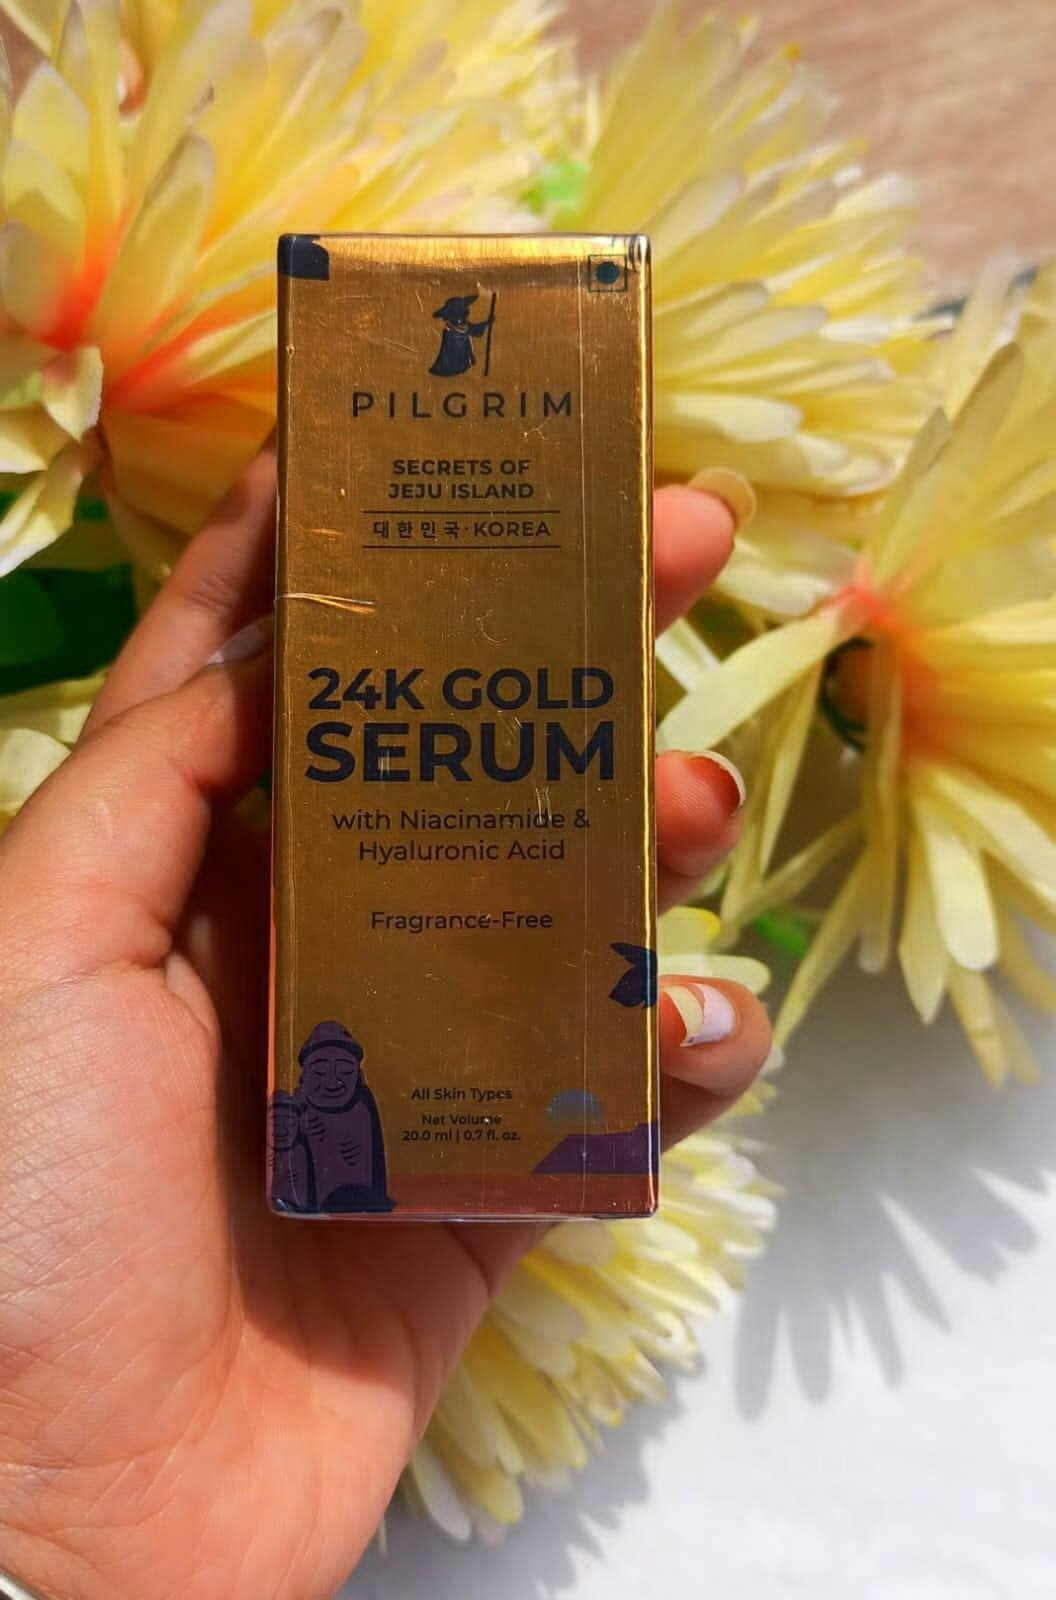 PILGRIM
SECRETS OF
JEJU ISLAND
대한민국·KOREA
24K GOLD
SERUM
with Niacinamide &
Hyaluronic Acid
Fragrance-Free
All Skin Types
Net Volume
20.0 ml | 0.7 fl. oz.